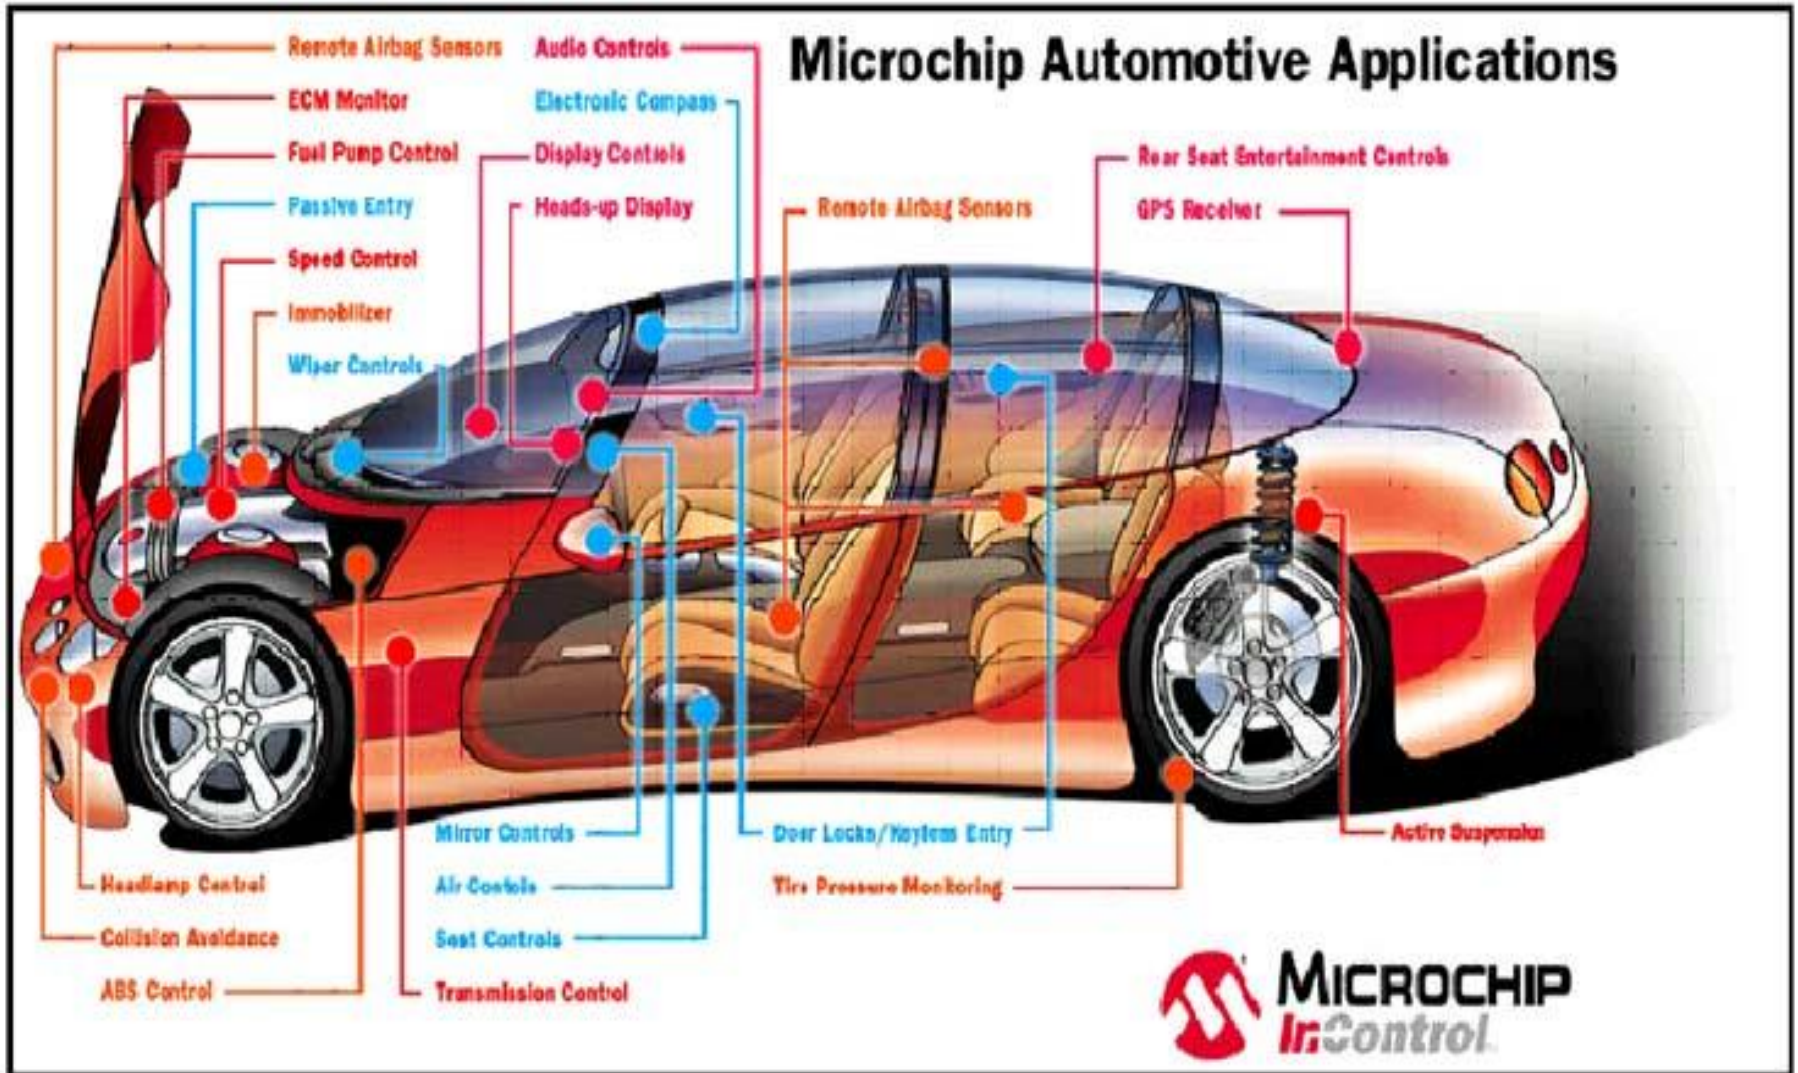 Microchip Automotive Applications
Remote Airbag Sensors
ECM Monitor
Fuel Pump Control
Passive Entry
Speed Control
Immobilizer
Wiper Controls
Audio Controls
Electronic Compass
Display Controls
Heads-up Display
Remote Airbag Sensors
Rear Seat Entertainment Controls
GPS Receiver
Mirror Controls
Air Contols
Seat Controls
Door Locks/Keyless Entry
Tire Pressure Monitoring
Active Suspension
Headlamp Control
Collision Avoidance
ABS Control
Transmission Control
MICROCHIP
InControl